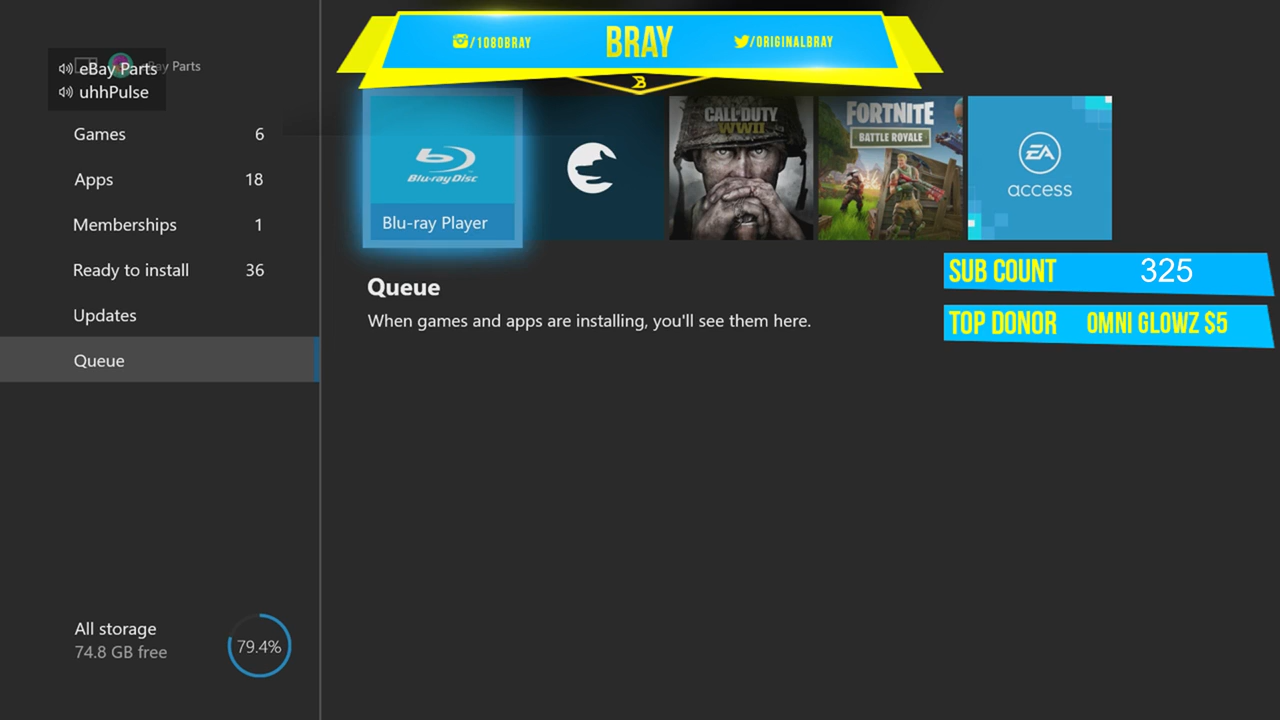 /1080BRAY
BRAY
/ORIGINALBRAY
eBay Parts
uhhPulse
Games 6
Apps 18
Memberships 1
Ready to install 36
Updates
Queue
All storage
74.8 GB free
79.4%
Blu-ray Disc
Blu-ray Player
CALL OF DUTY
WWII
FORTNITE
BATTLE ROYALE
EA
access
Queue
When games and apps are installing, you'll see them here.
SUB COUNT 325
TOP DONOR OMNI GLOWZ $5